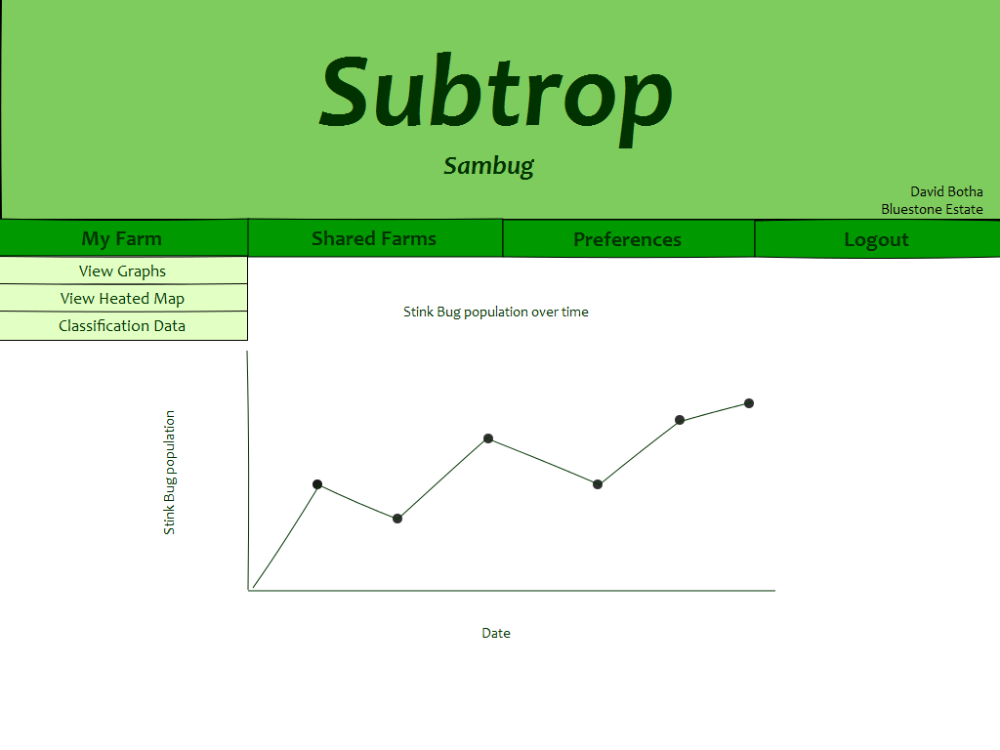 Subtrop
Sambug
David Botha
Bluestone Estate
My Farm
Shared Farms
Preferences
Logout
View Graphs
View Heated Map
Classification Data
Stink Bug population over time
Stink Bug population
Date